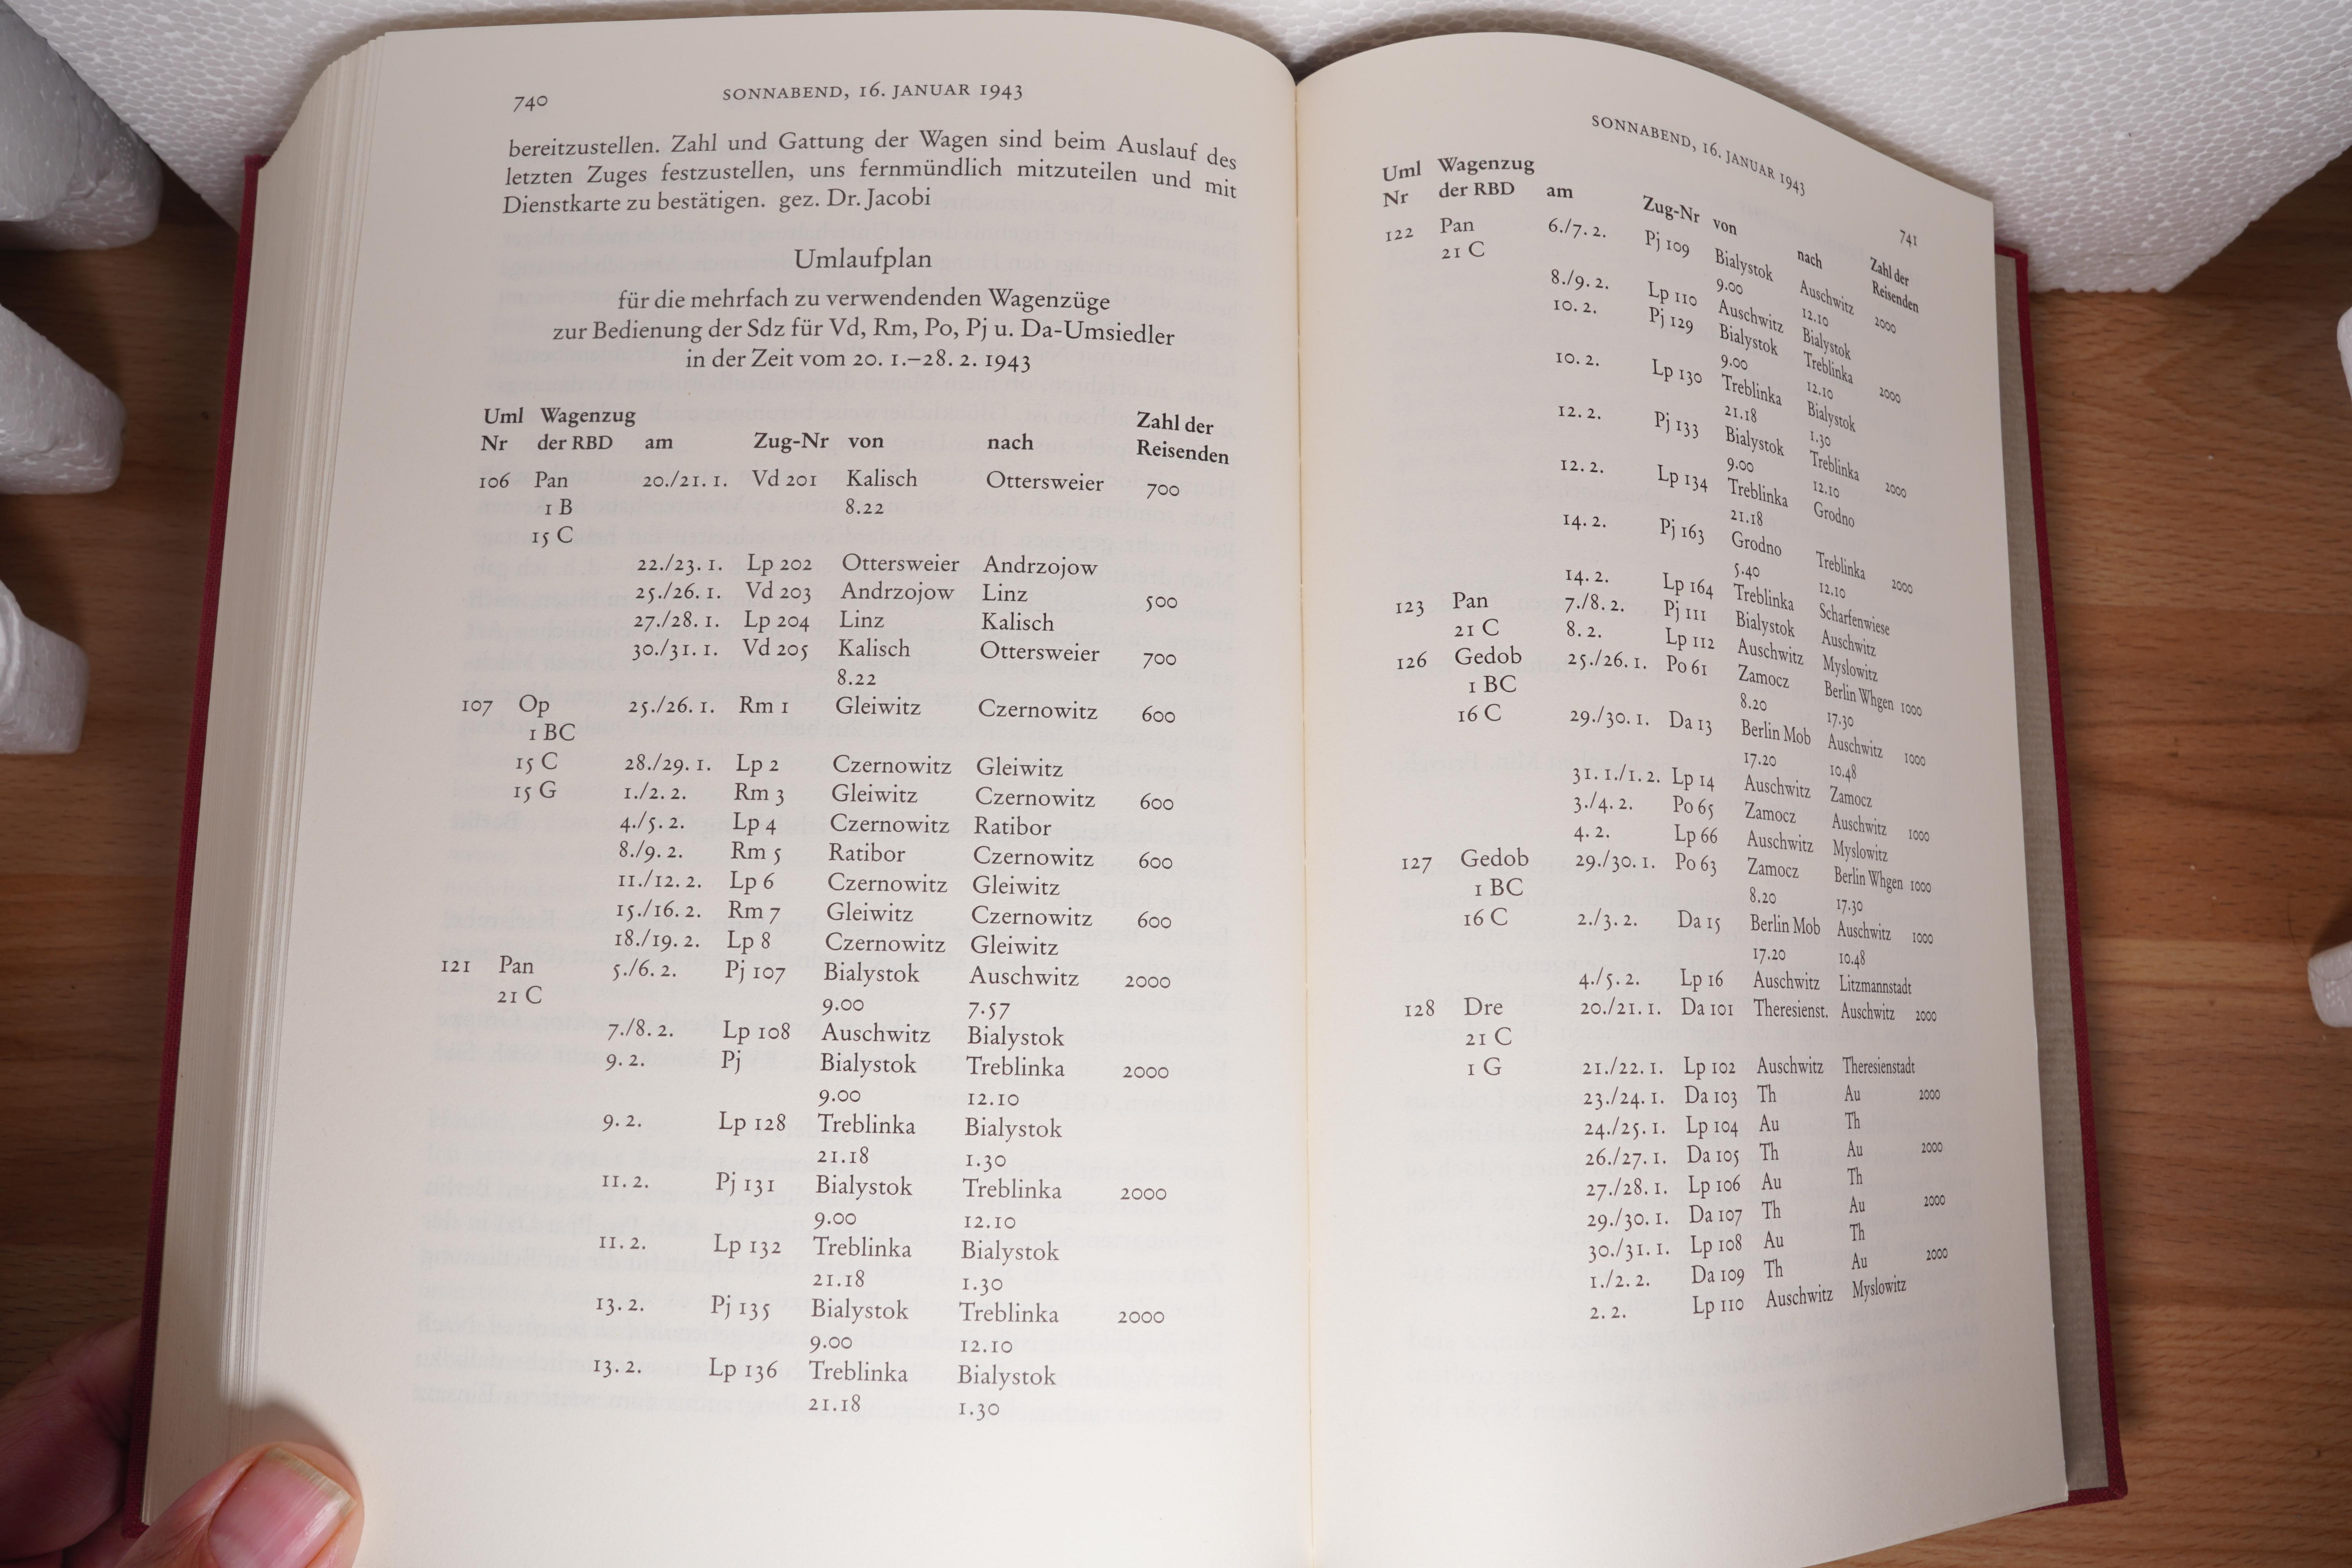 740 SONNABEND, 16. JANUAR 1943
bereitzustellen. Zahl und Gattung der Wagen sind beim Auslauf des
letzten Zuges festzustellen, uns fernmündlich mitzuteilen und mit
Dienstkarte zu bestätigen. gez. Dr. Jacobi
Umlaufplan
für die mehrfach zu verwendenden Wagenzüge
zur Bedienung der Sdz für Vd, Rm, Po, Pj u. Da-Umsiedler
in der Zeit vom 20. 1.–28. 2. 1943
Uml Wagenzug Zahl der
Nr der RBD am Zug-Nr von nach Reisenden
106 Pan 20./21. 1. Vd 201 Kalisch Ottersweier 700
1 B 8.22
15 C
22./23. 1. Lp 202 Ottersweier Andrzojow
25./26. 1. Vd 203 Andrzojow Linz 500
27./28. 1. Lp 204 Linz Kalisch
30./31. 1. Vd 205 Kalisch Ottersweier 700
8.22
107 Op 25./26. 1. Rm 1 Gleiwitz Czernowitz 600
1 BC
15 C 28./29. 1. Lp 2 Czernowitz Gleiwitz
15 G 1./2. 2. Rm 3 Gleiwitz Czernowitz 600
4./5. 2. Lp 4 Czernowitz Ratibor
8./9. 2. Rm 5 Ratibor Czernowitz 600
11./12. 2. Lp 6 Czernowitz Gleiwitz
15./16. 2. Rm 7 Gleiwitz Czernowitz 600
18./19. 2. Lp 8 Czernowitz Gleiwitz
121 Pan 5./6. 2. Pj 107 Bialystok Auschwitz 2000
21 C 9.00 7.57
7./8. 2. Lp 108 Auschwitz Bialystok
9. 2. Pj Bialystok Treblinka 2000
9.00 12.10
9. 2. Lp 128 Treblinka Bialystok
21.18 1.30
11. 2. Pj 131 Bialystok Treblinka 2000
9.00 12.10
11. 2. Lp 132 Treblinka Bialystok
21.18 1.30
13. 2. Pj 135 Bialystok Treblinka 2000
9.00 12.10
13. 2. Lp 136 Treblinka Bialystok
21.18 1.30
SONNABEND, 16. JANUAR 1943 741
Uml Wagenzug Zahl der
Nr der RBD am Zug-Nr von nach Reisenden
122 Pan 6./7. 2. Pj 109 Bialystok Auschwitz 2000
21 C 9.00 12.10
8./9. 2. Lp 110 Auschwitz Bialystok
10. 2. Pj 129 Bialystok Treblinka 2000
9.00 12.10
10. 2. Lp 130 Treblinka Bialystok
21.18 1.30
12. 2. Pj 133 Bialystok Treblinka 2000
9.00 12.10
12. 2. Lp 134 Treblinka Grodno
21.18
14. 2. Pj 163 Grodno Treblinka 2000
5.40 12.10
14. 2. Lp 164 Treblinka Scharfenwiese
123 Pan 7./8. 2. Pj 111 Bialystok Auschwitz
21 C 8. 2. Lp 112 Auschwitz Myslowitz
126 Gedob 25./26. 1. Po 61 Zamocz Berlin Whgen 1000
1 BC 8.20 17.30
16 C 29./30. 1. Da 13 Berlin Mob Auschwitz 1000
17.20 10.48
31. 1./1. 2. Lp 14 Auschwitz Zamocz
3./4. 2. Po 65 Zamocz Auschwitz 1000
4. 2. Lp 66 Auschwitz Myslowitz
127 Gedob 29./30. 1. Po 63 Zamocz Berlin Whgen 1000
1 BC 8.20 17.30
16 C 2./3. 2. Da 15 Berlin Mob Auschwitz 1000
17.20 10.48
4./5. 2. Lp 16 Auschwitz Litzmannstadt
128 Dre 20./21. 1. Da 101 Theresienst. Auschwitz 2000
21 C
1 G 21./22. 1. Lp 102 Auschwitz Theresienstadt
23./24. 1. Da 103 Th Au 2000
24./25. 1. Lp 104 Au Th
26./27. 1. Da 105 Th Au 2000
27./28. 1. Lp 106 Au Th
29./30. 1. Da 107 Th Au 2000
30./31. 1. Lp 108 Au Th
1./2. 2. Da 109 Th Au 2000
2. 2. Lp 110 Auschwitz Myslowitz